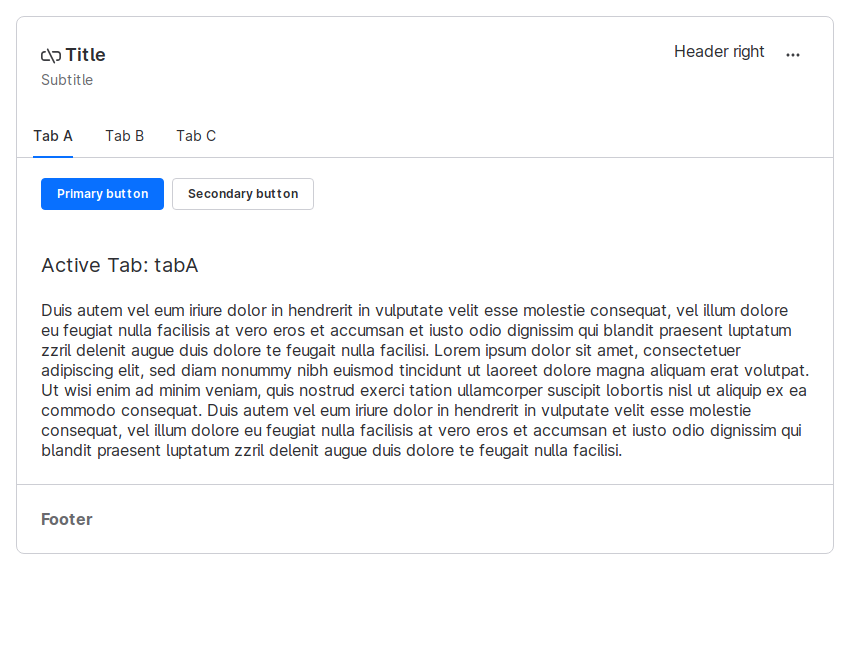 Title
Header right
Subtitle
Tab A
Tab B
Tab C
Primary button
Secondary button
Active Tab: tabA
Duis autem vel eum iriure dolor in hendrerit in vulputate velit esse molestie consequat, vel illum dolore
eu feugiat nulla facilisis at vero eros et accumsan et iusto odio dignissim qui blandit praesent luptatum
zzril delenit augue duis dolore te feugait nulla facilisi. Lorem ipsum dolor sit amet, consectetuer
adipiscing elit, sed diam nonummy nibh euismod tincidunt ut laoreet dolore magna aliquam erat volutpat.
Ut wisi enim ad minim veniam, quis nostrud exerci tation ullamcorper suscipit lobortis nisl ut aliquip ex ea
commodo consequat. Duis autem vel eum iriure dolor in hendrerit in vulputate velit esse molestie
consequat, vel illum dolore eu feugiat nulla facilisis at vero eros et accumsan et iusto odio dignissim qui
blandit praesent luptatum zzril delenit augue duis dolore te feugait nulla facilisi.
Footer